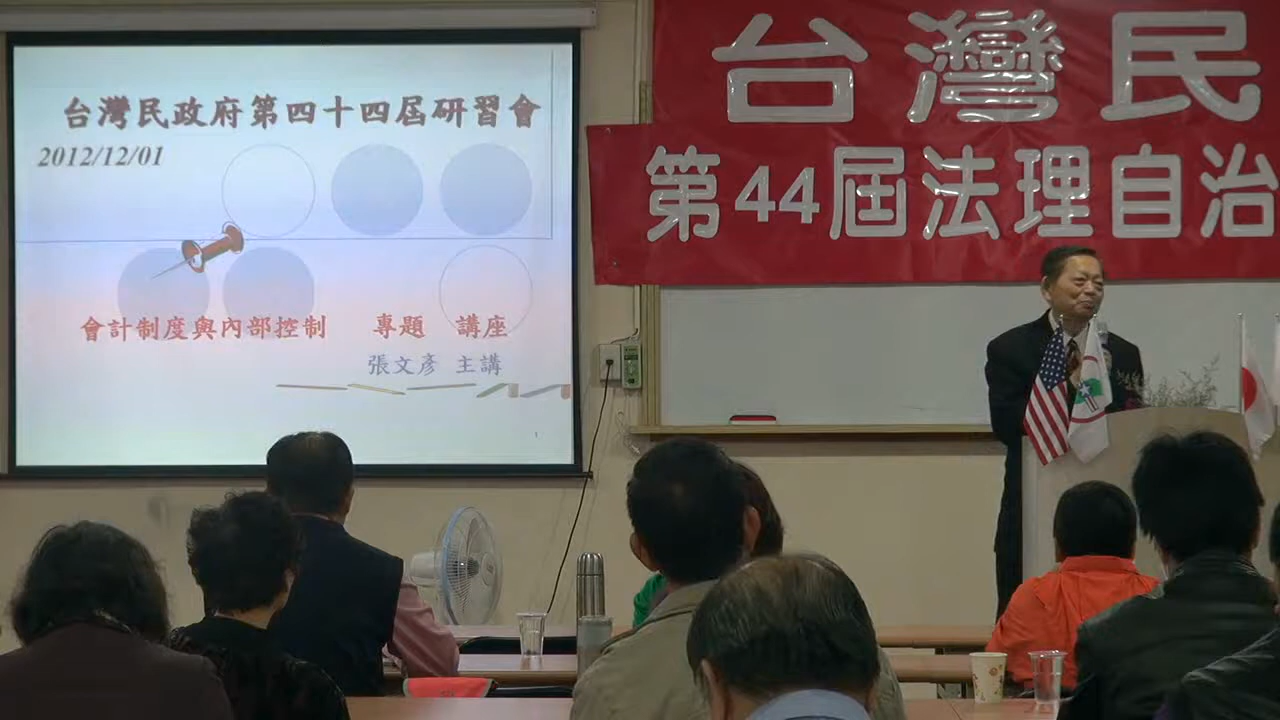 台灣民政府第四十四屆研習會
2012/12/01
會計制度與內部控制 專題 講座
張文彥 主講
1
台灣民
第44屆法理自治